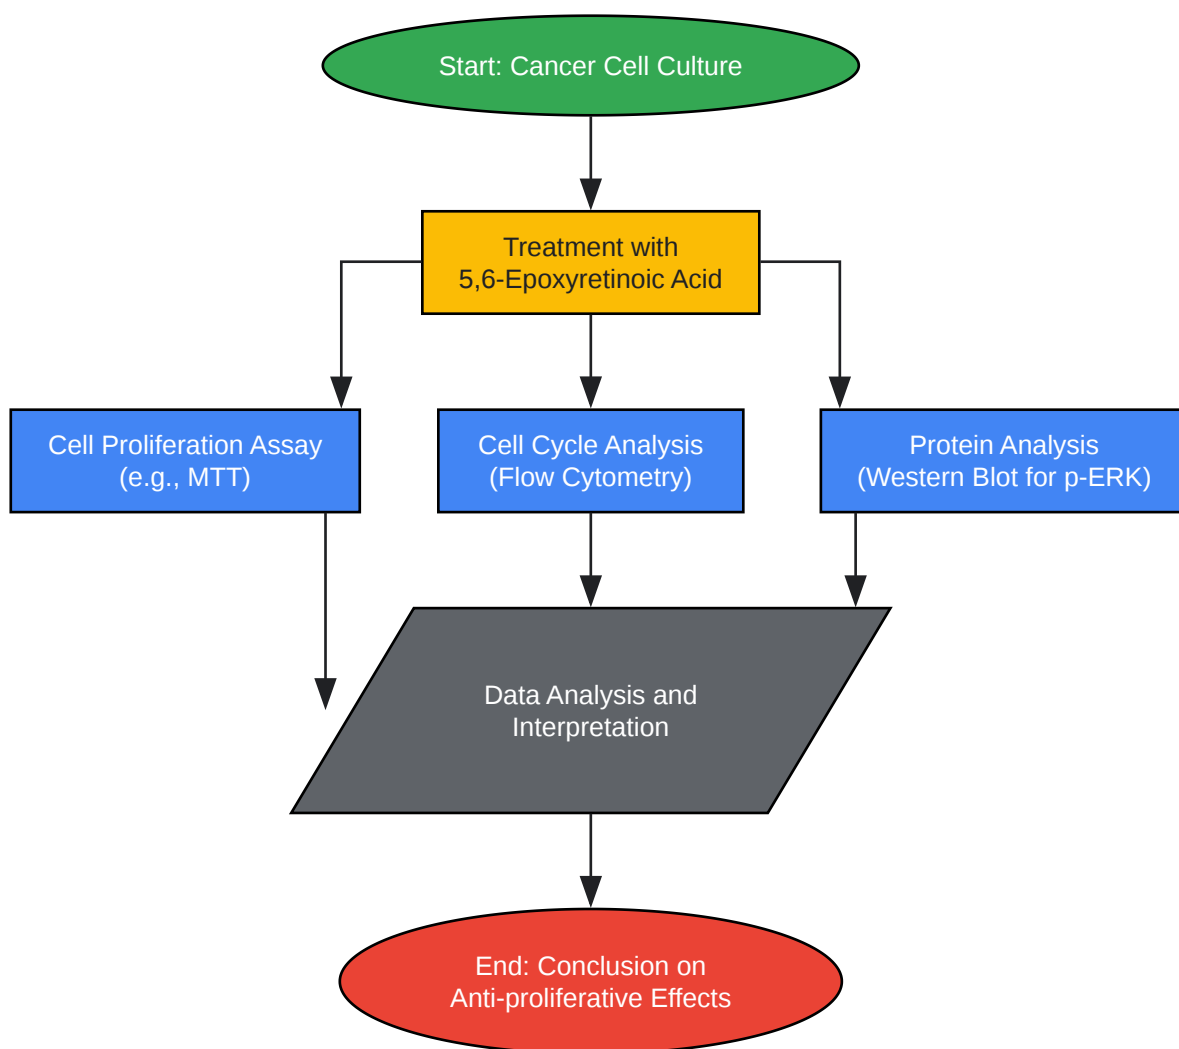 Start: Cancer Cell Culture
Treatment with
5,6-Epoxyretinoic Acid
Cell Proliferation Assay
(e.g., MTT)
Cell Cycle Analysis
(Flow Cytometry)
Protein Analysis
(Western Blot for p-ERK)
Data Analysis and
Interpretation
End: Conclusion on
Anti-proliferative Effects